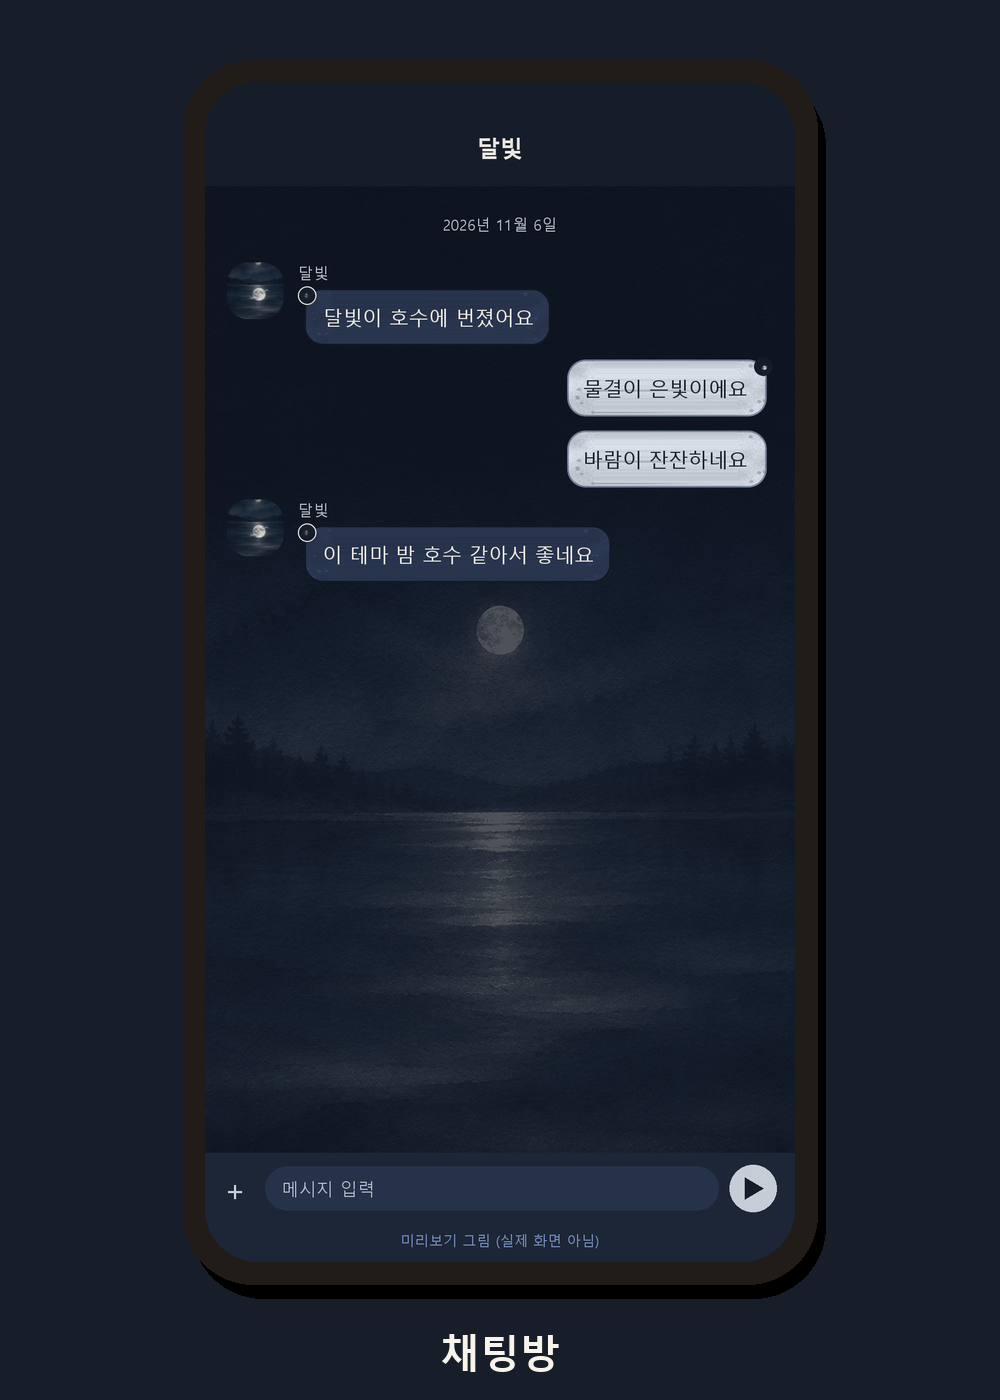 달빛
2026년 11월 6일
달빛
달빛이 호수에 번졌어요
물결이 은빛이에요
바람이 잔잔하네요
달빛
이 테마 밤 호수 같아서 좋네요
메시지 입력
미리보기 그림 (실제 화면 아님)
채팅방